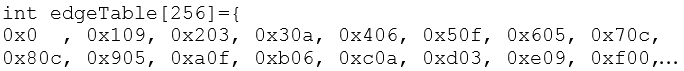 int edgeTable[256]={
0x0  , 0x109, 0x203, 0x30a, 0x406, 0x50f, 0x605, 0x70c,
0x80c, 0x905, 0xa0f, 0xb06, 0xc0a, 0xd03, 0xe09, 0xf00,…